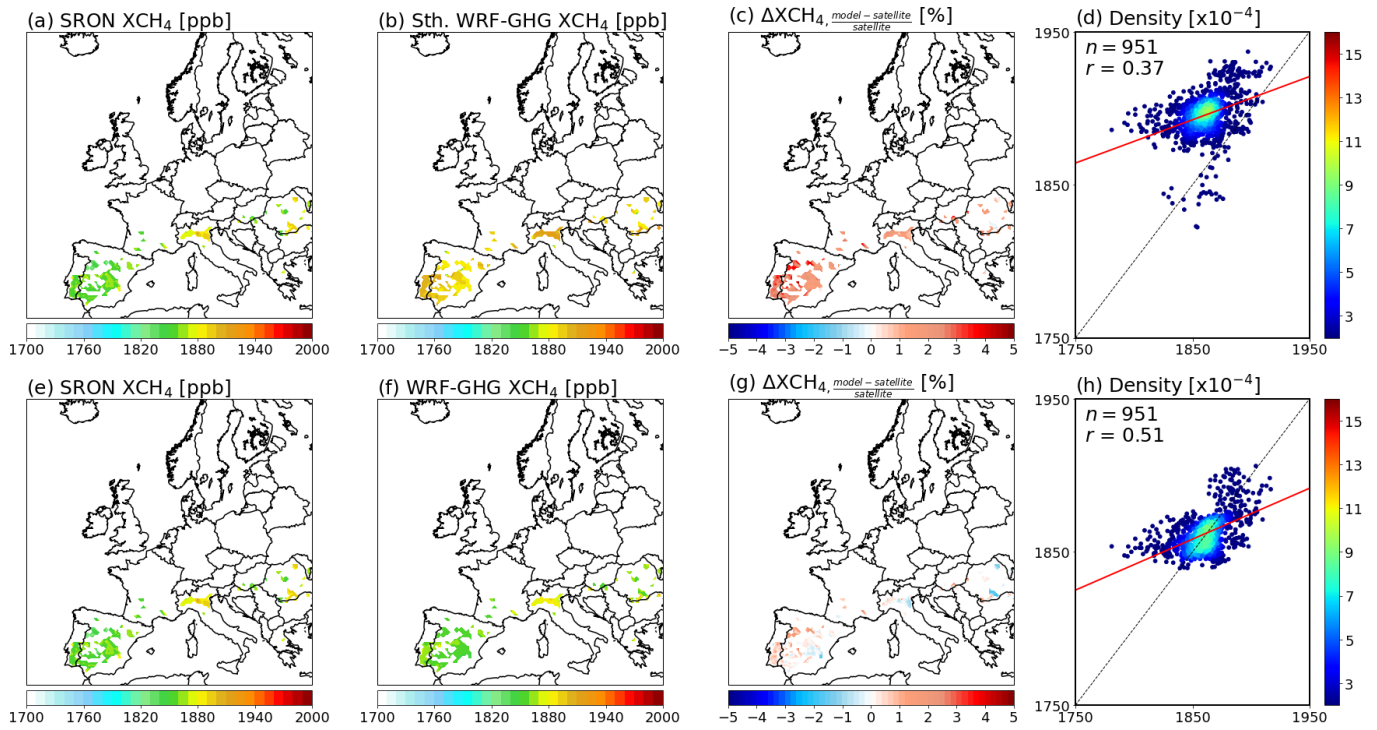 (a) SRON XCH₄ [ppb]
(b) Sth. WRF-GHG XCH₄ [ppb]
(c) ΔXCH₄, model−satellite/satellite [%]
(d) Density [x10⁻⁴]
1950
n = 951
r = 0.37
1850
1750
1750 1850 1950
15
13
11
9
7
5
3
1700 1760 1820 1880 1940 2000
1700 1760 1820 1880 1940 2000
−5 −4 −3 −2 −1 0 1 2 3 4 5
(e) SRON XCH₄ [ppb]
(f) WRF-GHG XCH₄ [ppb]
(g) ΔXCH₄, model−satellite/satellite [%]
(h) Density [x10⁻⁴]
1950
n = 951
r = 0.51
1850
1750
1750 1850 1950
15
13
11
9
7
5
3
1700 1760 1820 1880 1940 2000
1700 1760 1820 1880 1940 2000
−5 −4 −3 −2 −1 0 1 2 3 4 5